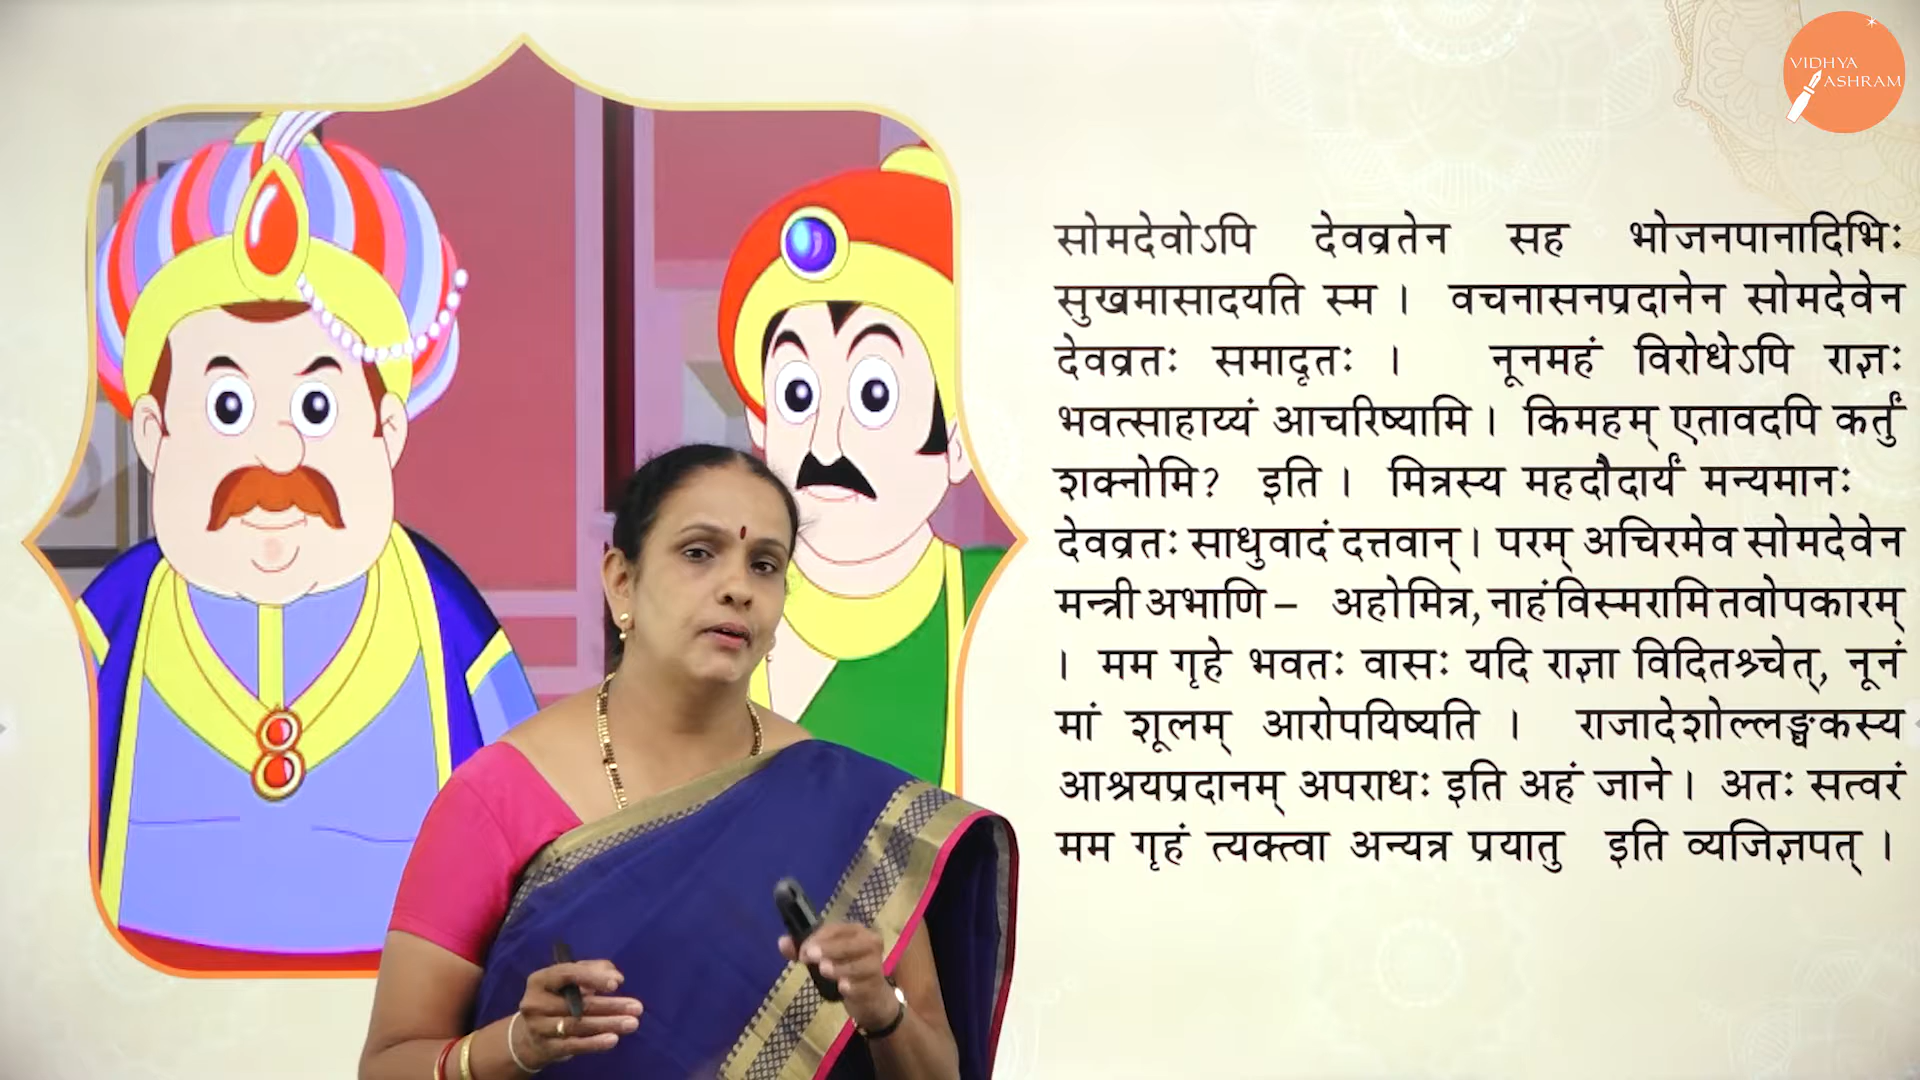 VIDHYA
ASHRAM
सोमदेवोऽपि देवव्रतेन सह भोजनपानादिभिः
सुखमासादयति स्म । वचनासनप्रदानेन सोमदेवेन
देवव्रतः समादृतः । नूनमहं विरोधेऽपि राज्ञः
भवत्साहाय्यं आचरिष्यामि । किमहम् एतावदपि कर्तुं
शक्नोमि? इति । मित्रस्य महदौदार्यं मन्यमानः
देवव्रतः साधुवादं दत्तवान् । परम् अचिरमेव सोमदेवेन
मन्त्री अभाणि – अहो मित्र, नाहं विस्मरामि तवोपकारम्
। मम गृहे भवतः वासः यदि राज्ञा विदितश्चेत्, नूनं
मां शूलम् आरोपयिष्यति । राजादेशोल्लङ्घकस्य
आश्रयप्रदानम् अपराधः इति अहं जाने । अतः सत्वरं
मम गृहं त्यक्त्वा अन्यत्र प्रयातु इति व्यजिज्ञपत् ।